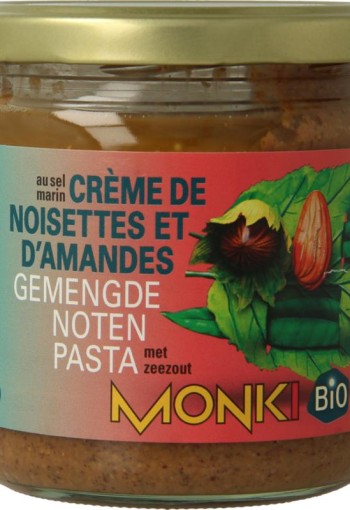 au sel
marin CRÈME DE
NOISETTES ET
D'AMANDES
GEMENGDE
NOTEN
PASTA met
zeezout
MONKI BiO